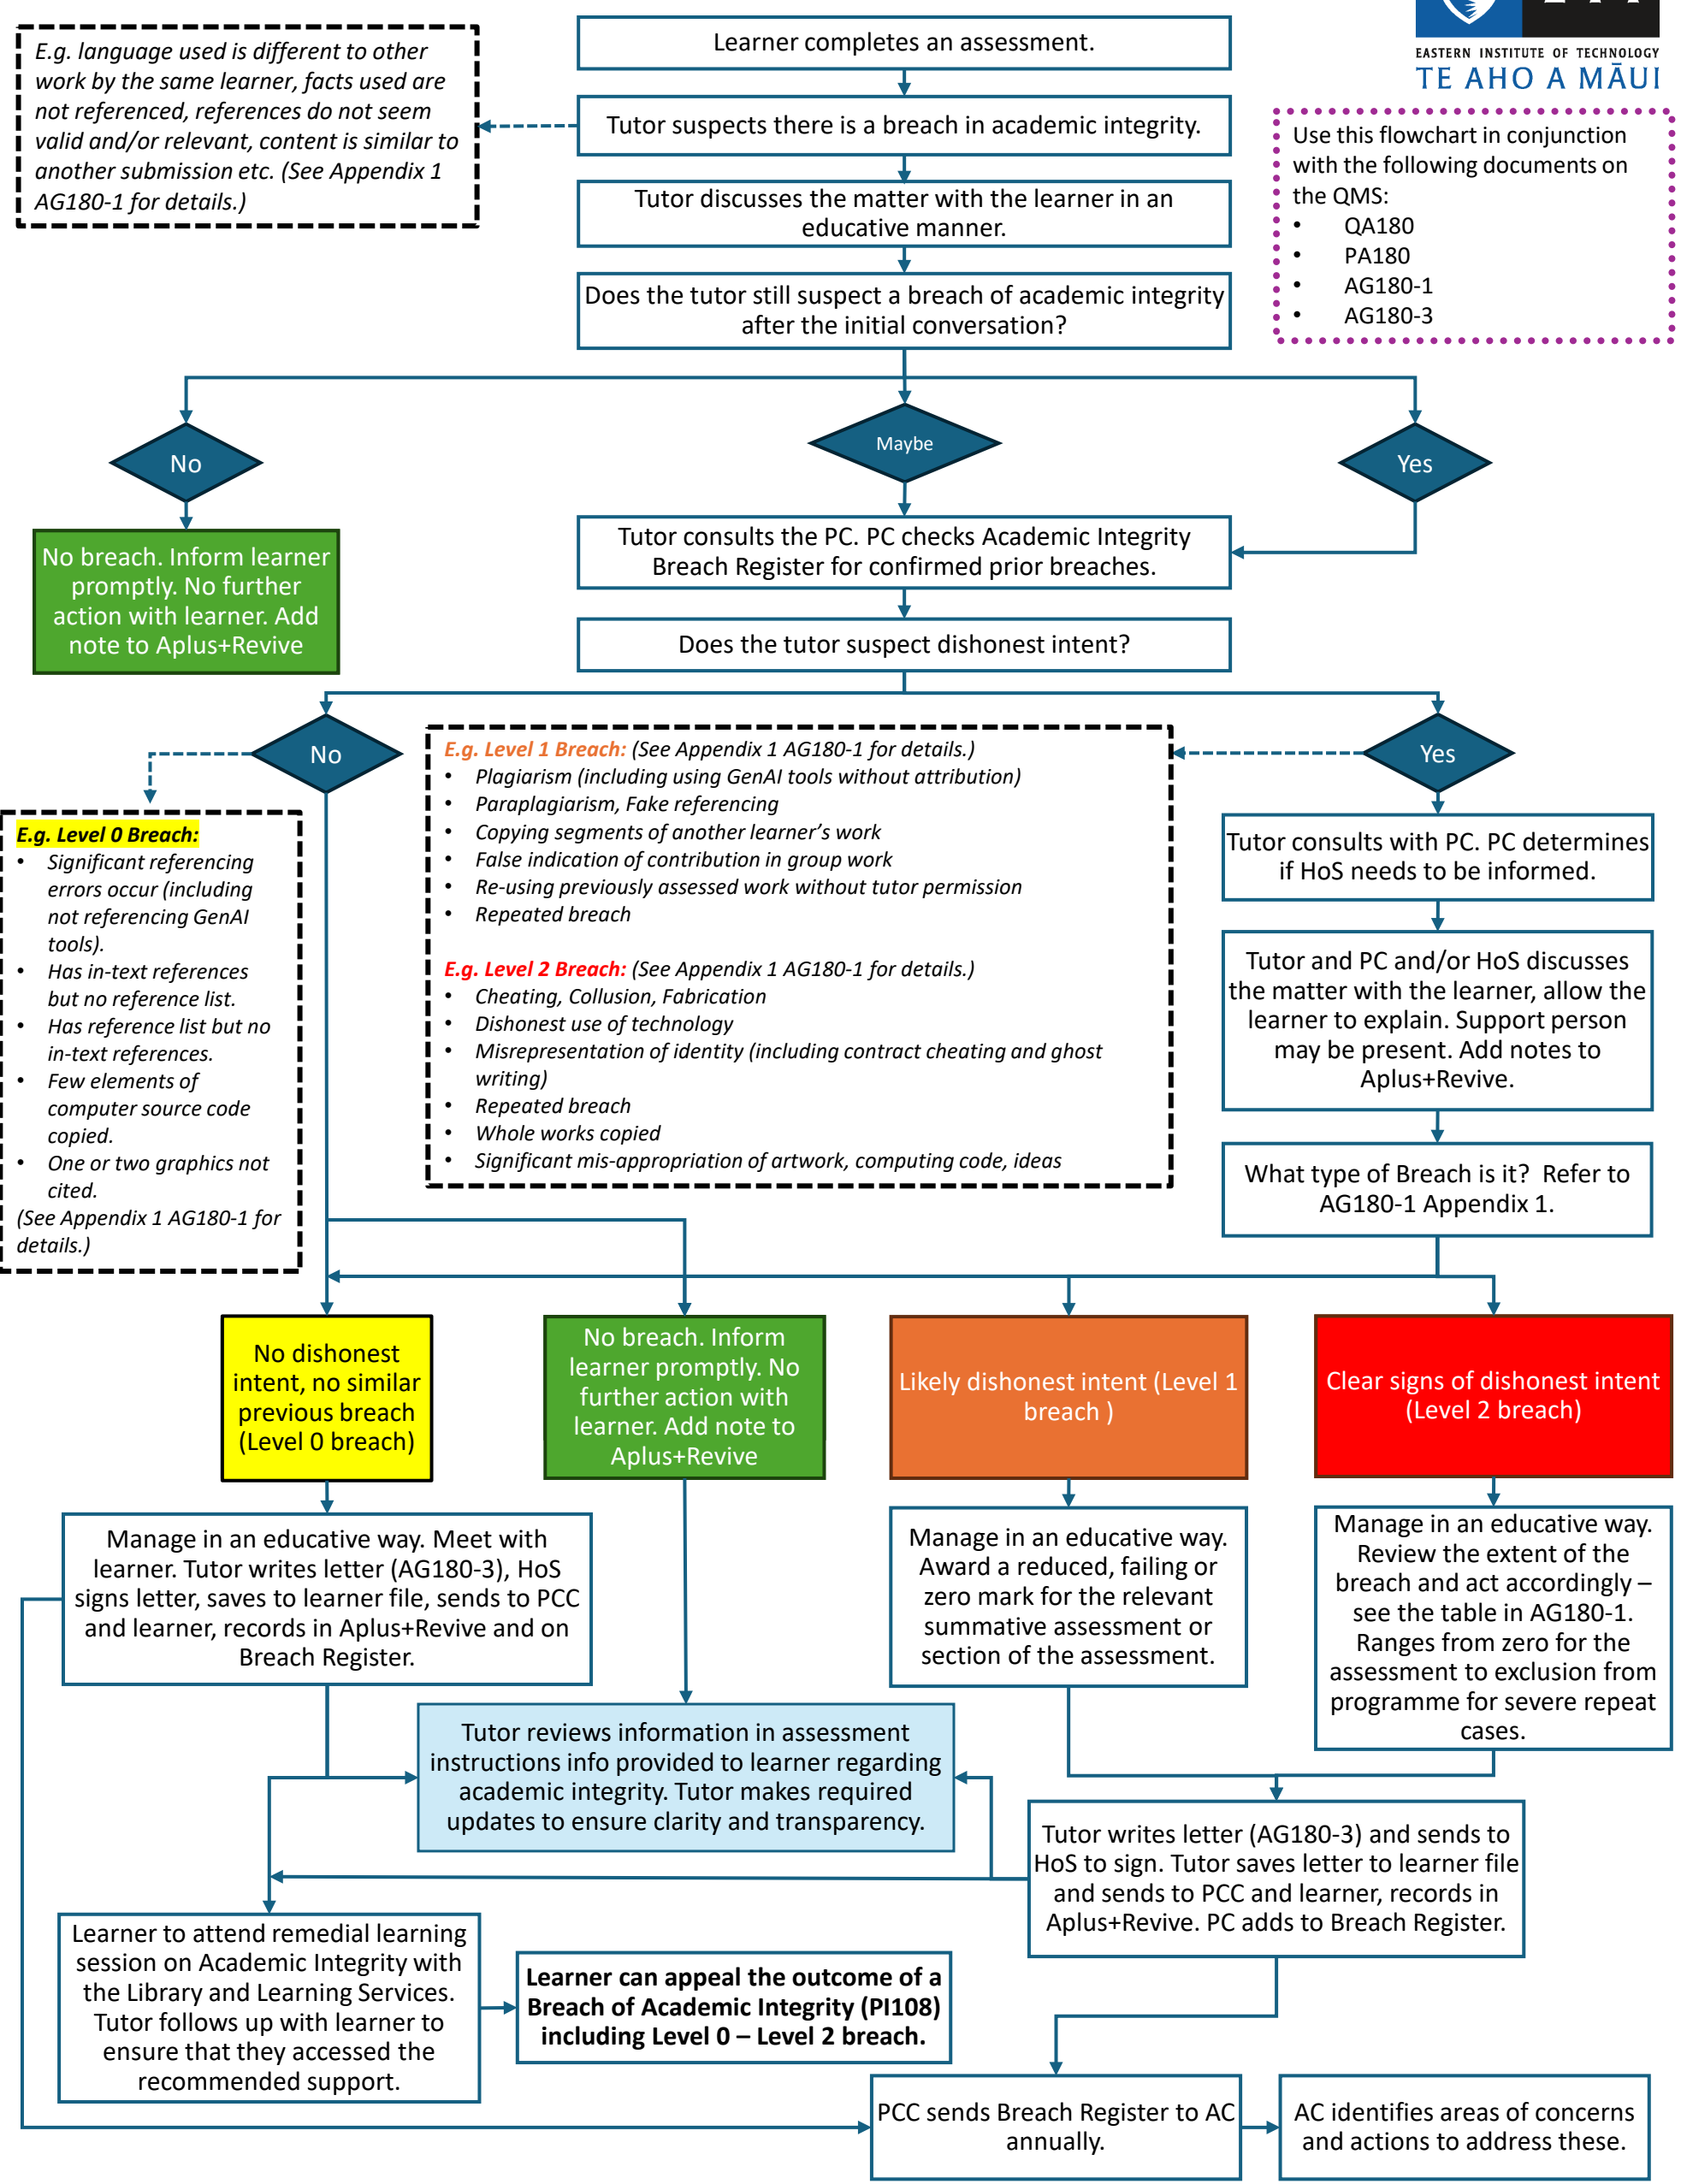 EASTERN INSTITUTE OF TECHNOLOGY
TE AHO A MĀUI
Learner completes an assessment.
E.g. language used is different to other
work by the same learner, facts used are
not referenced, references do not seem
valid and/or relevant, content is similar to
another submission etc. (See Appendix 1
AG180-1 for details.)
Tutor suspects there is a breach in academic integrity.
Use this flowchart in conjunction
with the following documents on
the QMS:
• QA180
• PA180
• AG180-1
• AG180-3
Tutor discusses the matter with the learner in an
educative manner.
Does the tutor still suspect a breach of academic integrity
after the initial conversation?
No
Maybe
Yes
No breach. Inform learner
promptly. No further
action with learner. Add
note to Aplus+Revive
Tutor consults the PC. PC checks Academic Integrity
Breach Register for confirmed prior breaches.
Does the tutor suspect dishonest intent?
No
Yes
E.g. Level 0 Breach:
• Significant referencing
errors occur (including
not referencing GenAI
tools).
• Has in-text references
but no reference list.
• Has reference list but no
in-text references.
• Few elements of
computer source code
copied.
• One or two graphics not
cited.
(See Appendix 1 AG180-1 for
details.)
E.g. Level 1 Breach: (See Appendix 1 AG180-1 for details.)
• Plagiarism (including using GenAI tools without attribution)
• Paraplagiarism, Fake referencing
• Copying segments of another learner's work
• False indication of contribution in group work
• Re-using previously assessed work without tutor permission
• Repeated breach
E.g. Level 2 Breach: (See Appendix 1 AG180-1 for details.)
• Cheating, Collusion, Fabrication
• Dishonest use of technology
• Misrepresentation of identity (including contract cheating and ghost
writing)
• Repeated breach
• Whole works copied
• Significant mis-appropriation of artwork, computing code, ideas
Tutor consults with PC. PC determines
if HoS needs to be informed.
Tutor and PC and/or HoS discusses
the matter with the learner, allow the
learner to explain. Support person
may be present. Add notes to
Aplus+Revive.
What type of Breach is it?  Refer to
AG180-1 Appendix 1.
No dishonest
intent, no similar
previous breach
(Level 0 breach)
No breach. Inform
learner promptly. No
further action with
learner. Add note to
Aplus+Revive
Likely dishonest intent (Level 1
breach )
Clear signs of dishonest intent
(Level 2 breach)
Manage in an educative way. Meet with
learner. Tutor writes letter (AG180-3), HoS
signs letter, saves to learner file, sends to PCC
and learner, records in Aplus+Revive and on
Breach Register.
Manage in an educative way.
Award a reduced, failing or
zero mark for the relevant
summative assessment or
section of the assessment.
Manage in an educative way.
Review the extent of the
breach and act accordingly –
see the table in AG180-1.
Ranges from zero for the
assessment to exclusion from
programme for severe repeat
cases.
Tutor reviews information in assessment
instructions info provided to learner regarding
academic integrity. Tutor makes required
updates to ensure clarity and transparency.
Tutor writes letter (AG180-3) and sends to
HoS to sign. Tutor saves letter to learner file
and sends to PCC and learner, records in
Aplus+Revive. PC adds to Breach Register.
Learner to attend remedial learning
session on Academic Integrity with
the Library and Learning Services.
Tutor follows up with learner to
ensure that they accessed the
recommended support.
Learner can appeal the outcome of a
Breach of Academic Integrity (PI108)
including Level 0 – Level 2 breach.
PCC sends Breach Register to AC
annually.
AC identifies areas of concerns
and actions to address these.